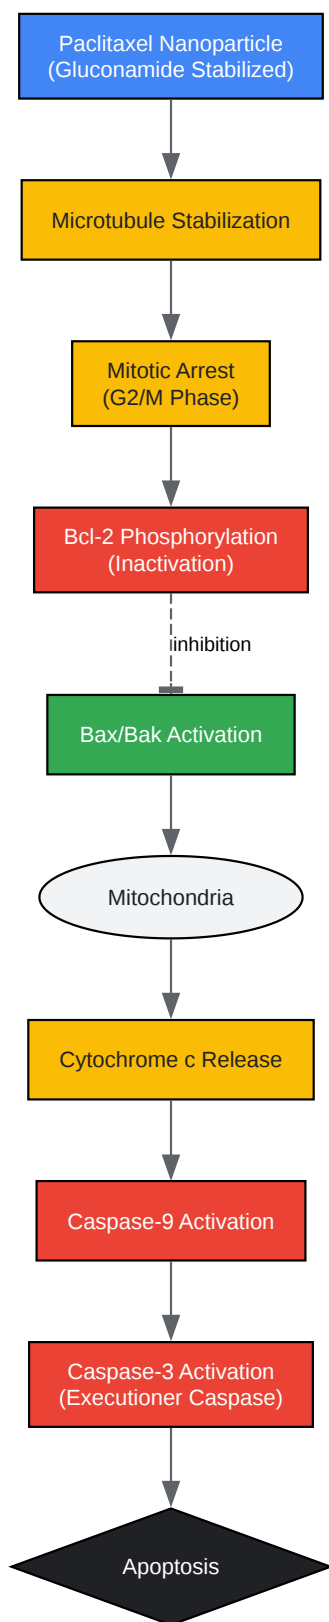 Paclitaxel Nanoparticle
(Gluconamide Stabilized)
Microtubule Stabilization
Mitotic Arrest
(G2/M Phase)
Bcl-2 Phosphorylation
(Inactivation)
inhibition
Bax/Bak Activation
Mitochondria
Cytochrome c Release
Caspase-9 Activation
Caspase-3 Activation
(Executioner Caspase)
Apoptosis